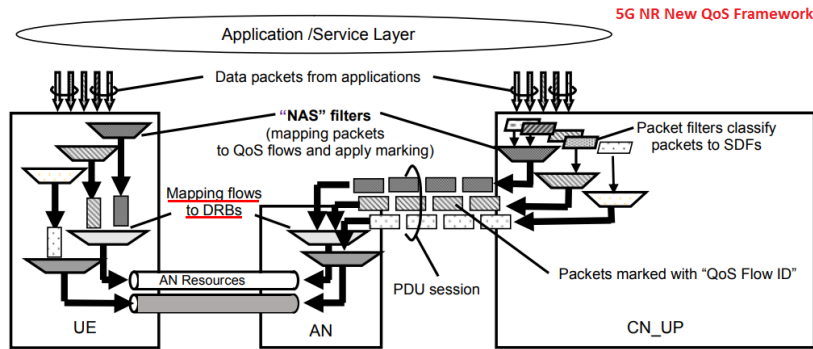 5G NR New QoS Framework
Application /Service Layer
Data packets from applications
“NAS” filters
(mapping packets
to QoS flows and apply marking)
Packet filters classify
packets to SDFs
Mapping flows
to DRBs
AN Resources
PDU session
Packets marked with “QoS Flow ID”
UE
AN
CN_UP